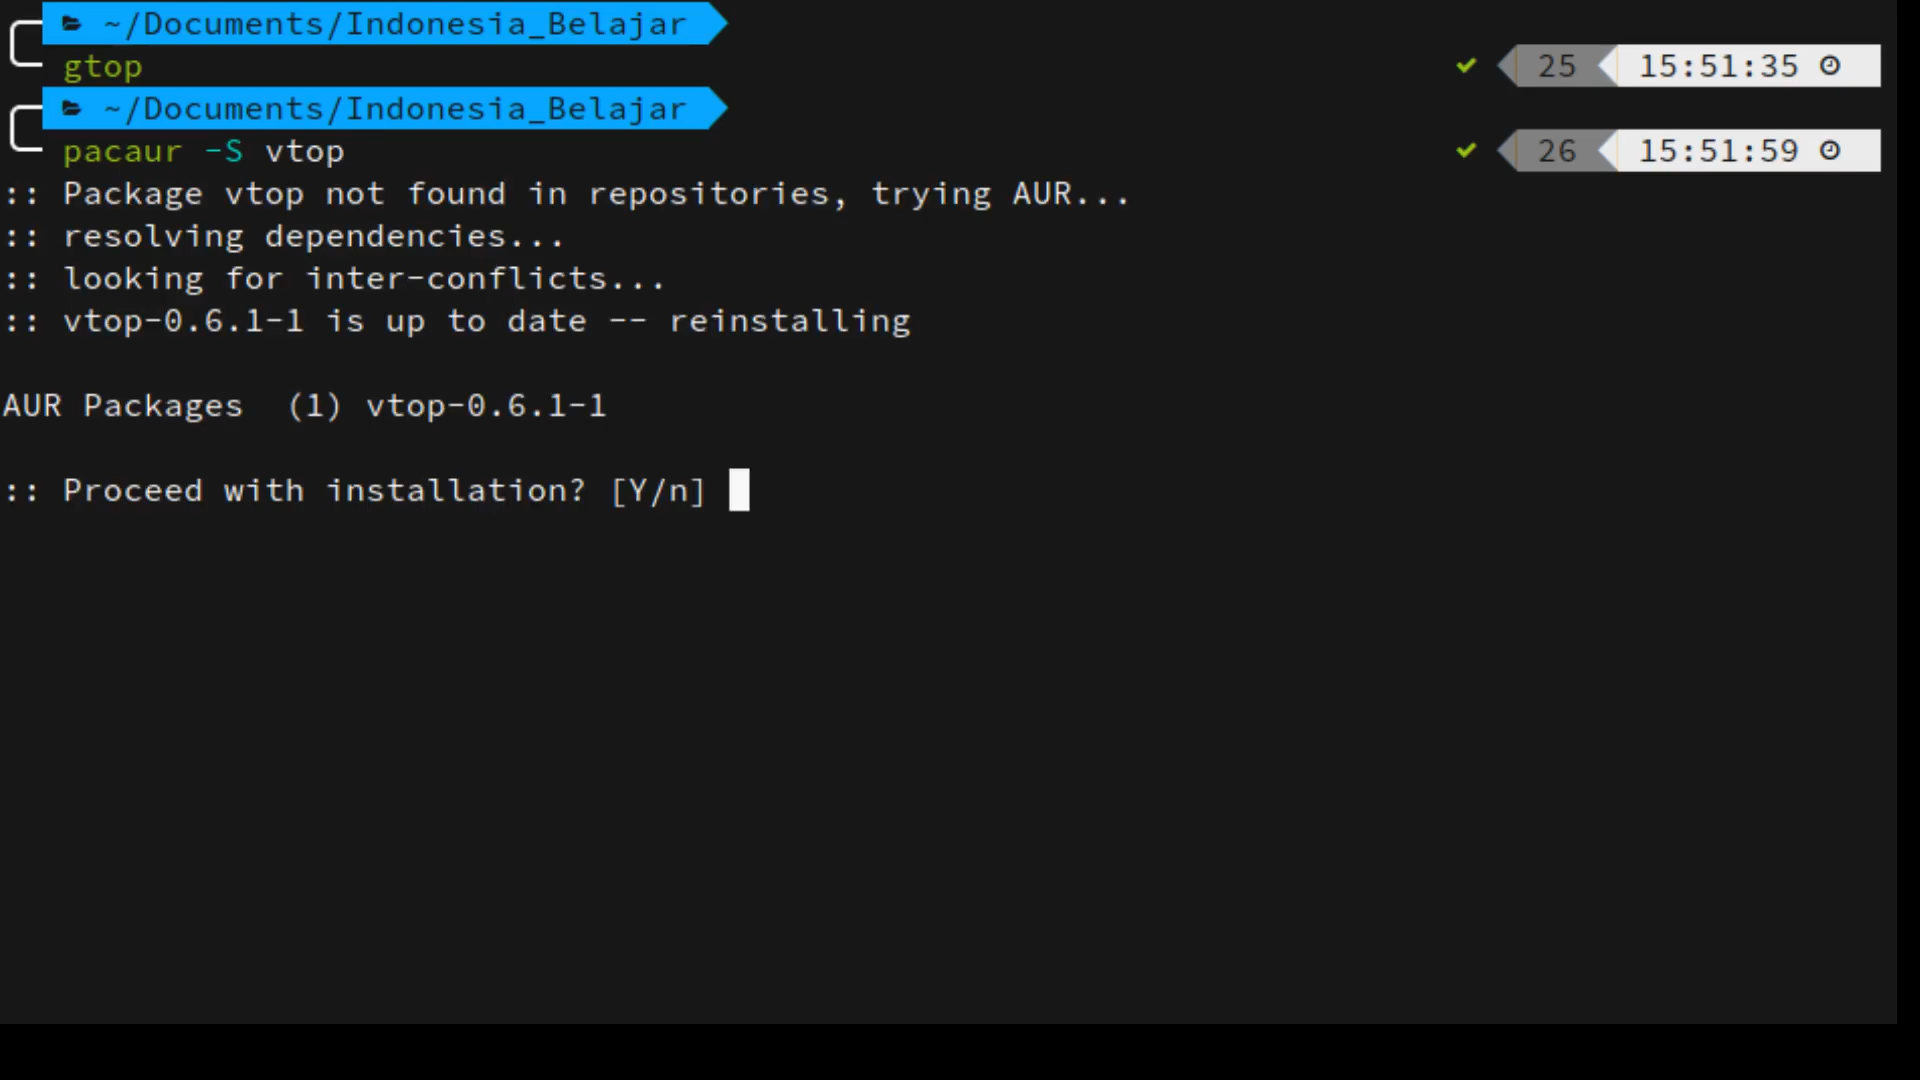 ~/Documents/Indonesia_Belajar
gtop 25 15:51:35
~/Documents/Indonesia_Belajar
pacaur -S vtop 26 15:51:59
:: Package vtop not found in repositories, trying AUR...
:: resolving dependencies...
:: looking for inter-conflicts...
:: vtop-0.6.1-1 is up to date -- reinstalling
AUR Packages  (1) vtop-0.6.1-1
:: Proceed with installation? [Y/n]